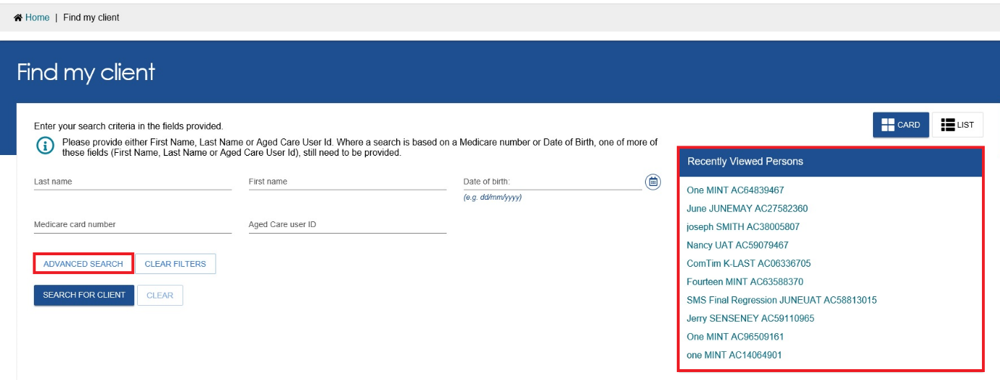 Home | Find my client
Find my client
Enter your search criteria in the fields provided.
Please provide either First Name, Last Name or Aged Care User Id. Where a search is based on a Medicare number or Date of Birth, one of more of
these fields (First Name, Last Name or Aged Care User Id), still need to be provided.
Last name
First name
Date of birth:
(e.g. dd/mm/yyyy)
Medicare card number
Aged Care user ID
ADVANCED SEARCH
CLEAR FILTERS
SEARCH FOR CLIENT
CLEAR
CARD
LIST
Recently Viewed Persons
One MINT AC64839467
June JUNEMAY AC27582360
joseph SMITH AC38005807
Nancy UAT AC59079467
ComTim K-LAST AC06336705
Fourteen MINT AC63588370
SMS Final Regression JUNEUAT AC58813015
Jerry SENSENEY AC59110965
One MINT AC96509161
one MINT AC14064901